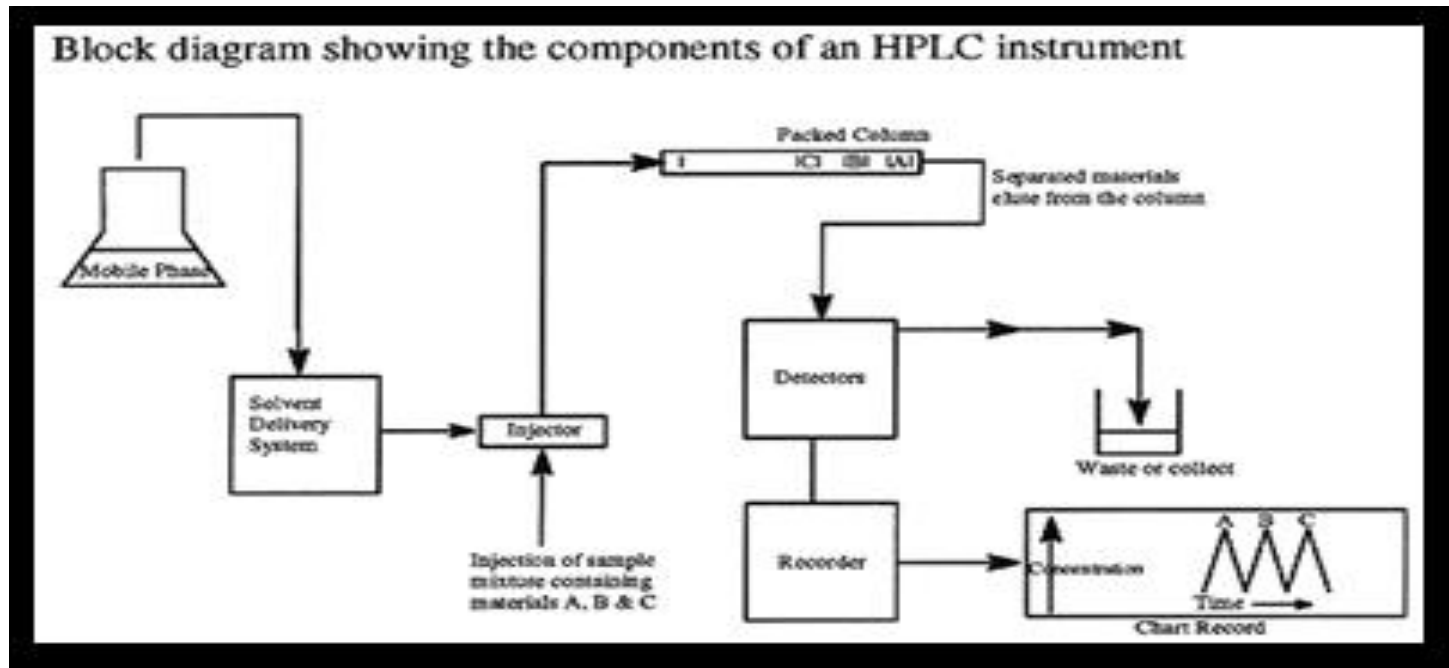 Block diagram showing the components of an HPLC instrument
Packed Column
C B A
Separated materials
elute from the column
Mobile Phase
Solvent
Delivery
System
Injector
Detectors
Waste or collect
Injection of sample
mixture containing
materials A, B & C
Recorder
A B C
Concentration
Time
Chart Record